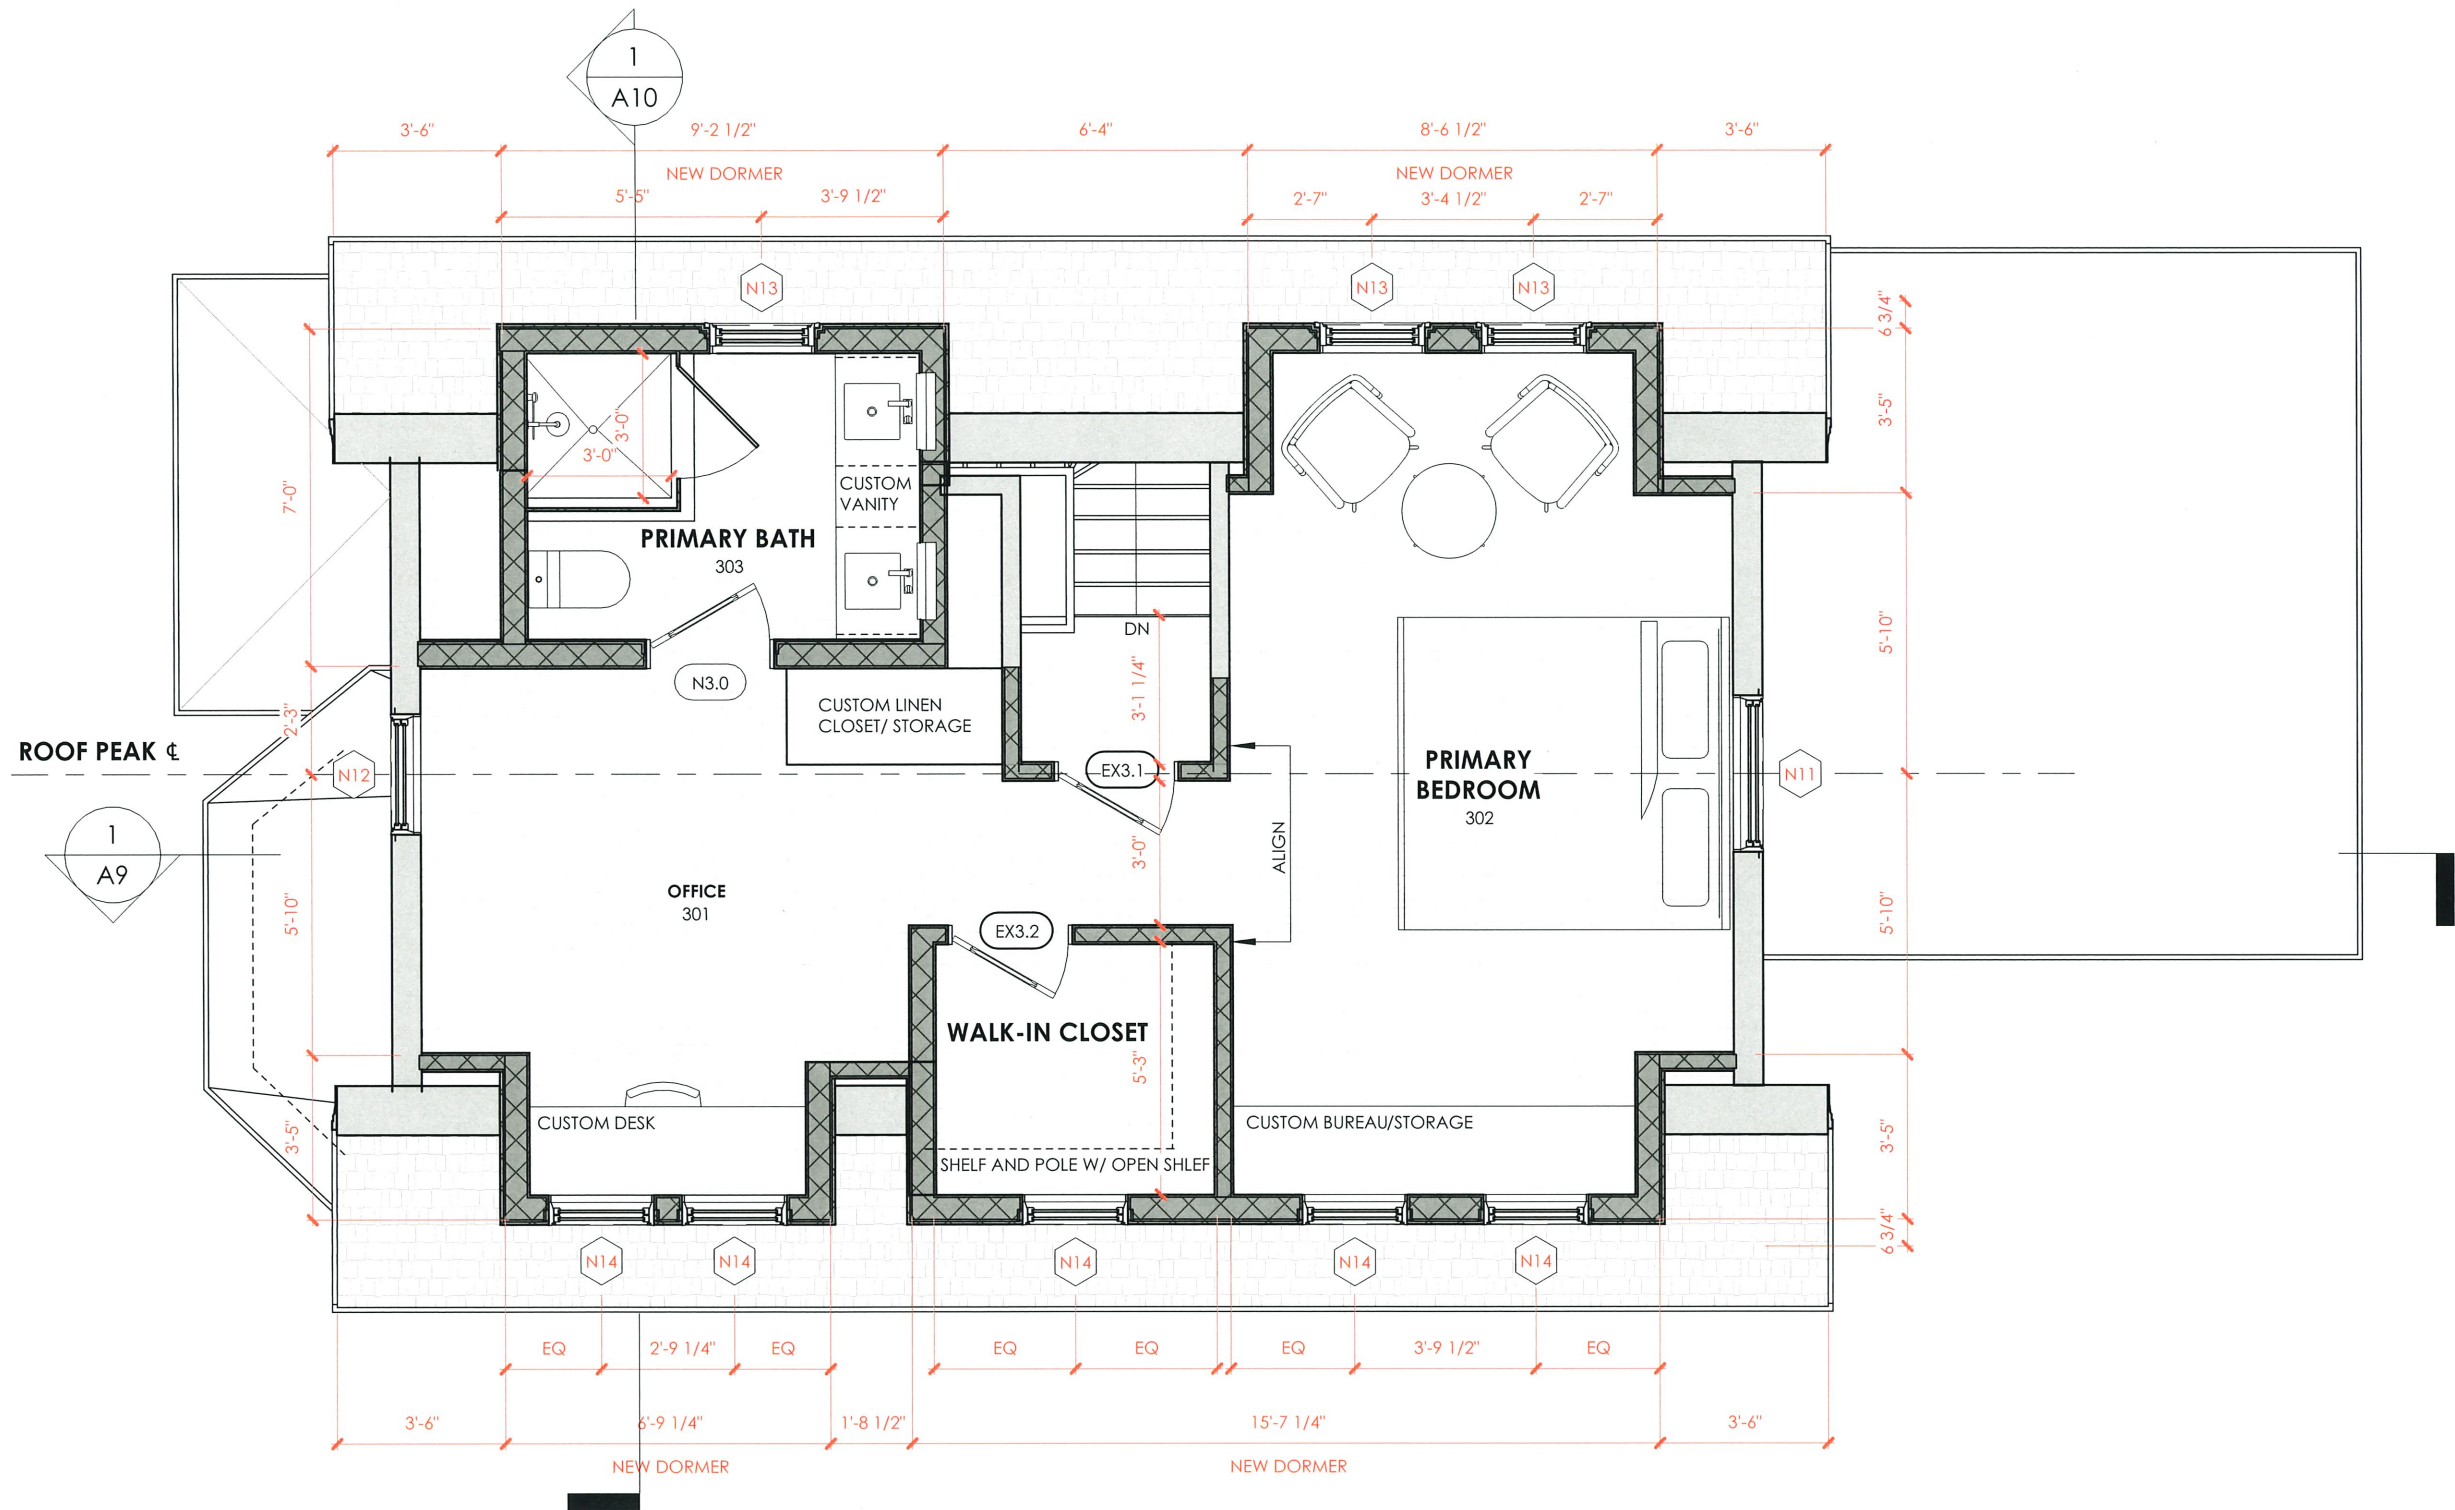 1
A10
3'-6"
9'-2 1/2"
6'-4"
8'-6 1/2"
3'-6"
NEW DORMER
NEW DORMER
5'-5"
3'-9 1/2"
2'-7"
3'-4 1/2"
2'-7"
N13
N13
N13
6 3/4"
3'-5"
3'-0"
3'-0"
7'-0"
CUSTOM
VANITY
PRIMARY BATH
303
DN
5'-10"
N3.0
3'-1 1/4"
CUSTOM LINEN
CLOSET/ STORAGE
2'-3"
ROOF PEAK ℄
N12
EX3.1
PRIMARY
BEDROOM
302
N11
1
A9
3'-0"
ALIGN
OFFICE
301
5'-10"
EX3.2
5'-10"
WALK-IN CLOSET
5'-3"
3'-5"
CUSTOM DESK
CUSTOM BUREAU/STORAGE
3'-5"
SHELF AND POLE W/ OPEN SHLEF
6 3/4"
N14
N14
N14
N14
N14
EQ
2'-9 1/4"
EQ
EQ
EQ
EQ
3'-9 1/2"
EQ
3'-6"
6'-9 1/4"
1'-8 1/2"
15'-7 1/4"
3'-6"
NEW DORMER
NEW DORMER